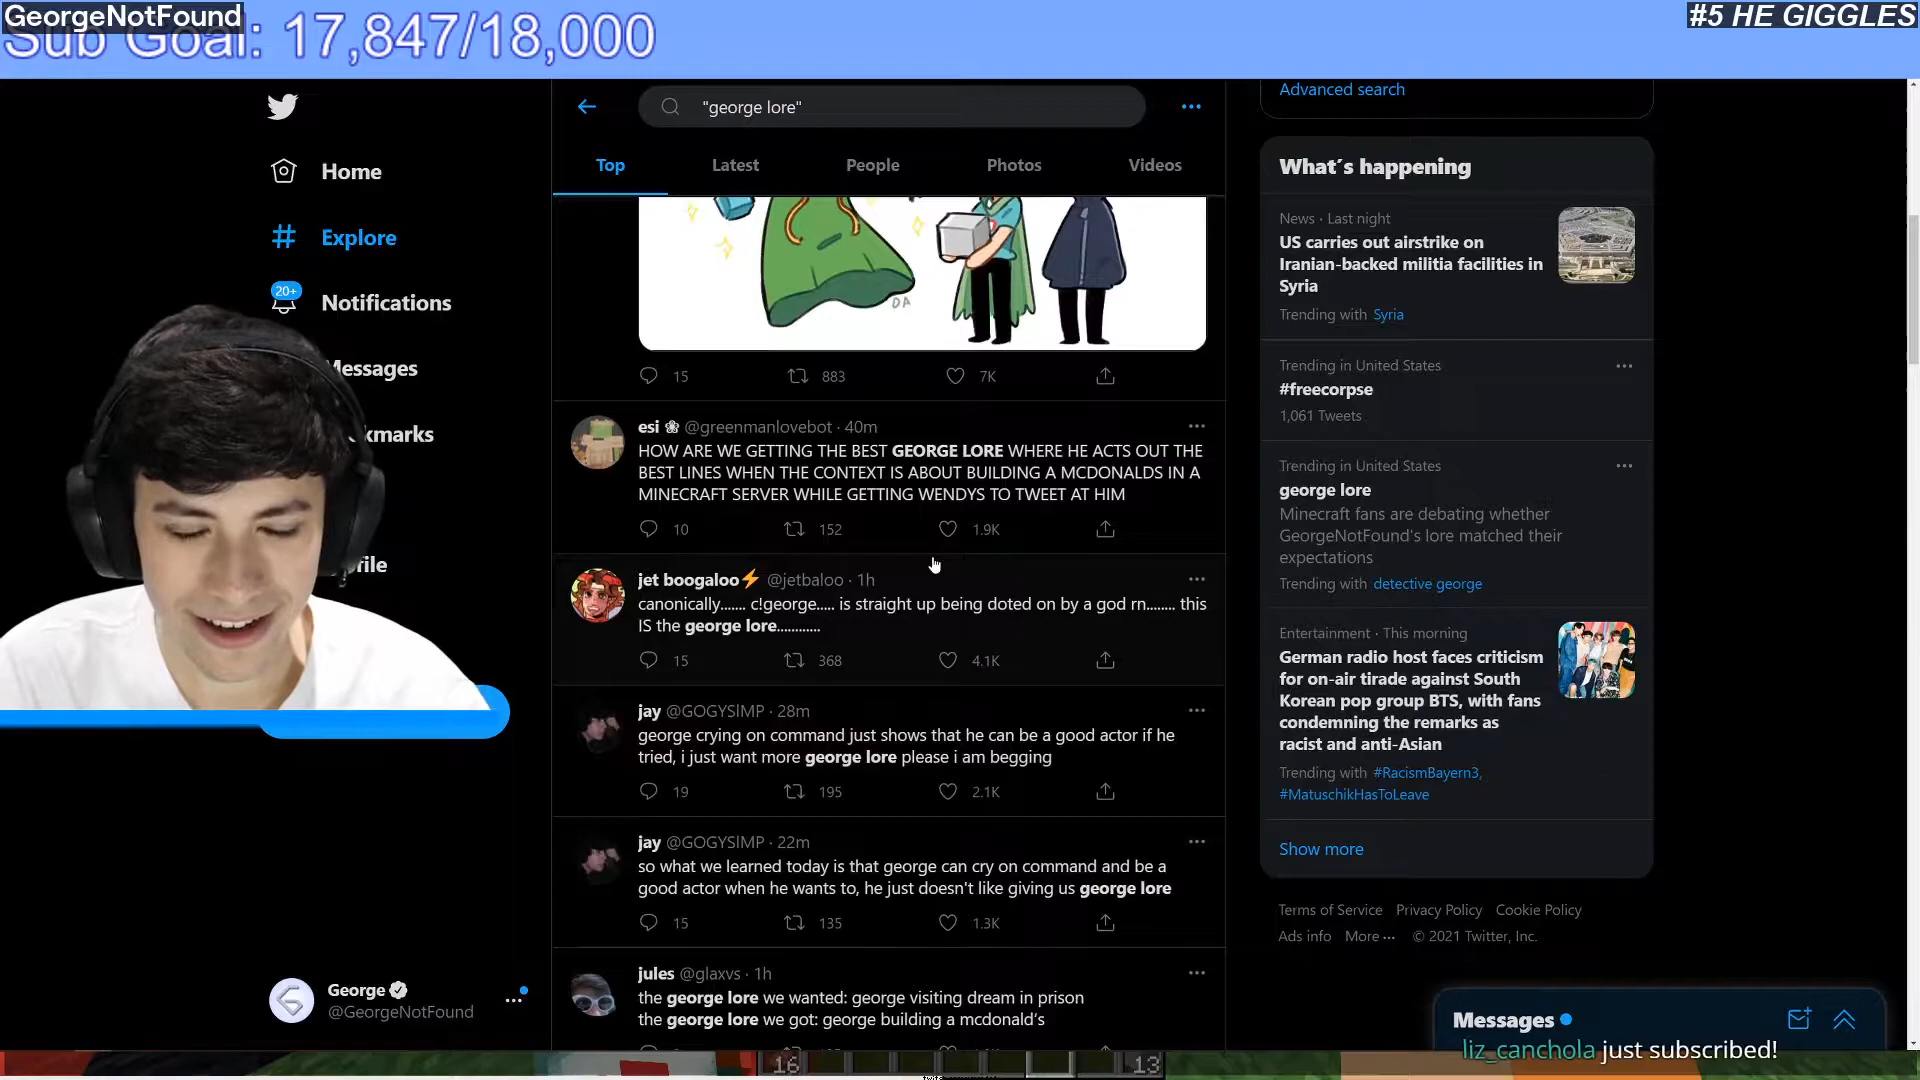 GeorgeNotFound
Sub Goal: 17,847/18,000
#5 HE GIGGLES
Home
Explore
20+
Notifications
Messages
kmarks
file
George
@GeorgeNotFound
"george lore"
Top Latest People Photos Videos
DA
15 883 7K
esi @greenmanlovebot · 40m
HOW ARE WE GETTING THE BEST GEORGE LORE WHERE HE ACTS OUT THE
BEST LINES WHEN THE CONTEXT IS ABOUT BUILDING A MCDONALDS IN A
MINECRAFT SERVER WHILE GETTING WENDYS TO TWEET AT HIM
10 152 1.9K
jet boogaloo⚡ @jetbaloo · 1h
canonically....... c!george..... is straight up being doted on by a god rn........ this
IS the george lore............
15 368 4.1K
jay @GOGYSIMP · 28m
george crying on command just shows that he can be a good actor if he
tried, i just want more george lore please i am begging
19 195 2.1K
jay @GOGYSIMP · 22m
so what we learned today is that george can cry on command and be a
good actor when he wants to, he just doesn't like giving us george lore
15 135 1.3K
jules @glaxvs · 1h
the george lore we wanted: george visiting dream in prison
the george lore we got: george building a mcdonald's
Advanced search
What's happening
News · Last night
US carries out airstrike on
Iranian-backed militia facilities in
Syria
Trending with Syria
Trending in United States
#freecorpse
1,061 Tweets
Trending in United States
george lore
Minecraft fans are debating whether
GeorgeNotFound's lore matched their
expectations
Trending with detective george
Entertainment · This morning
German radio host faces criticism
for on-air tirade against South
Korean pop group BTS, with fans
condemning the remarks as
racist and anti-Asian
Trending with #RacismBayern3,
#MatuschikHasToLeave
Show more
Terms of Service Privacy Policy Cookie Policy
Ads info More ··· © 2021 Twitter, Inc.
Messages
liz_canchola just subscribed!
16 13